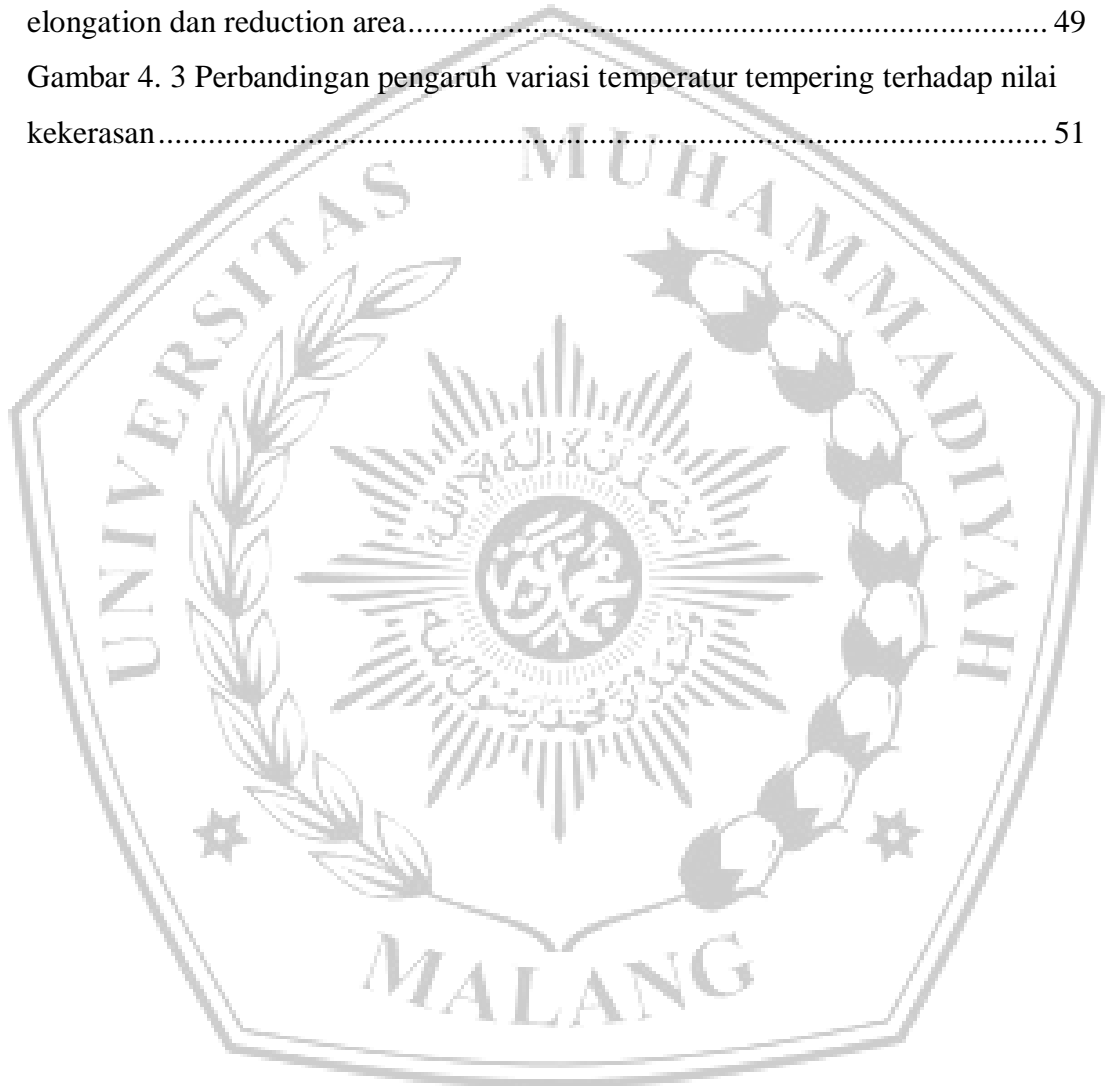 elongation dan reduction area.......................................................................... 49
Gambar 4. 3 Perbandingan pengaruh variasi temperatur tempering terhadap nilai
kekerasan........................................................................................................ 51
UNIVERSITAS MUHAMMADIYAH
MALANG